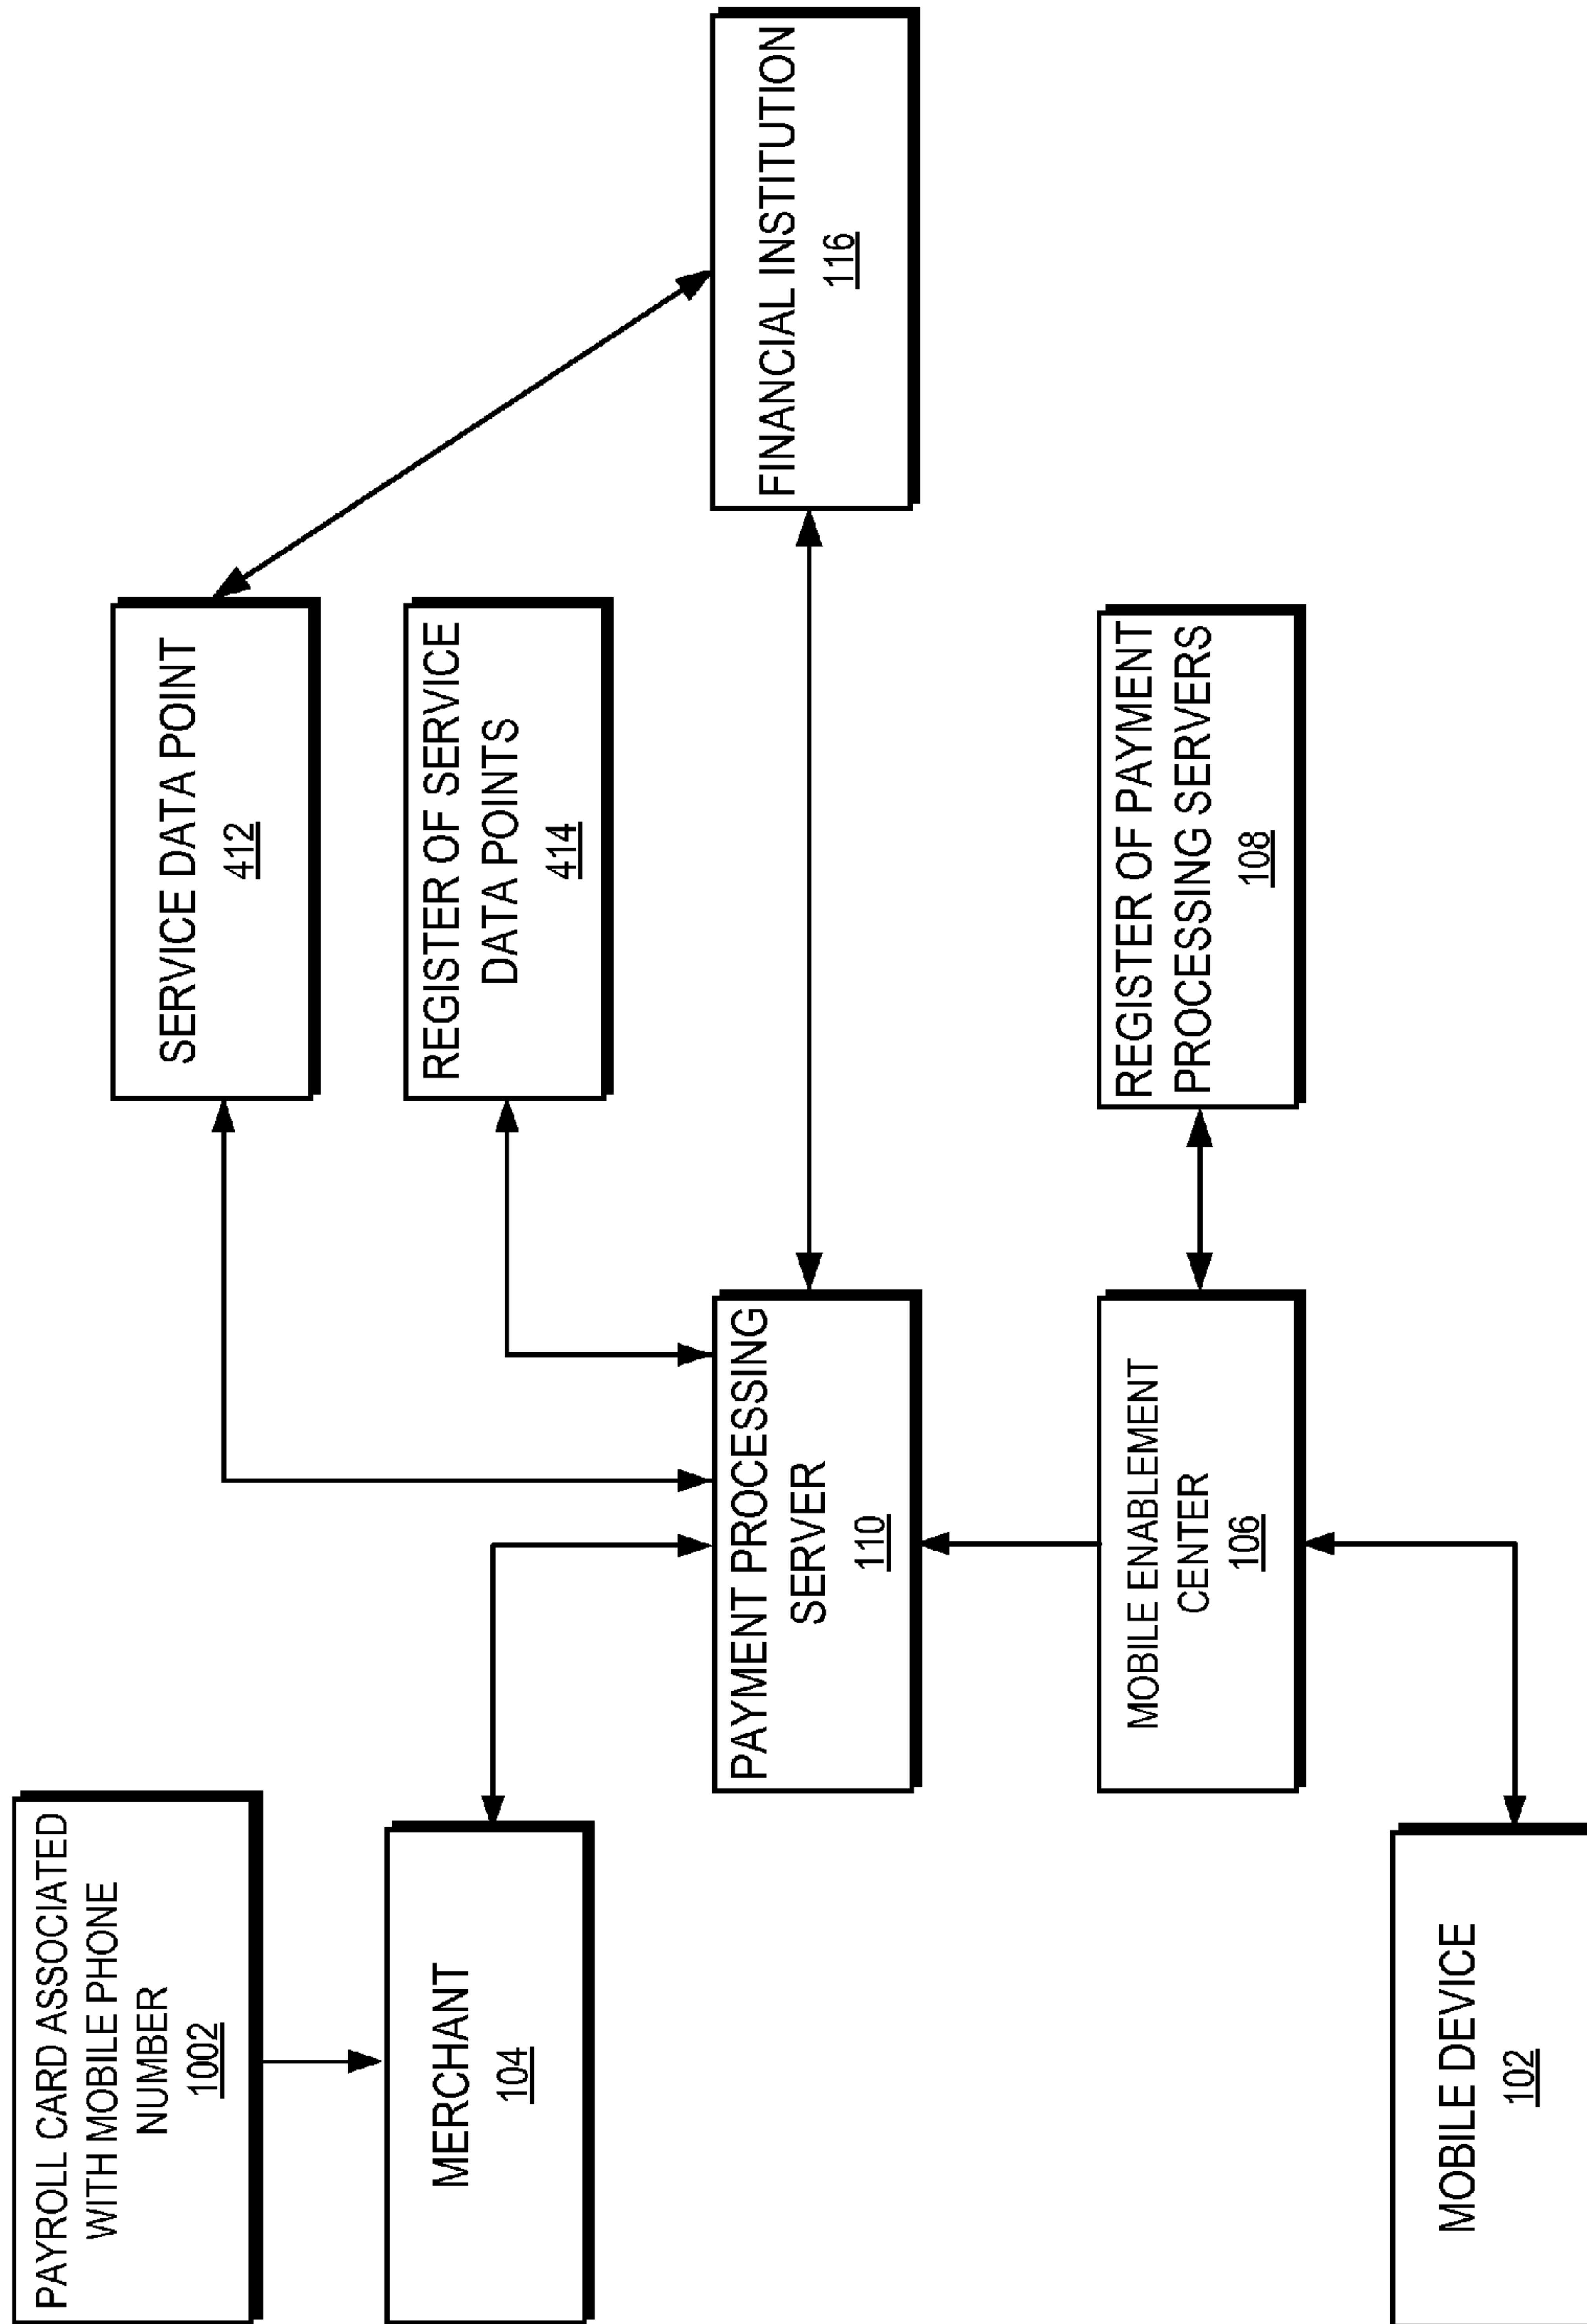 PAYROLL CARD ASSOCIATED
WITH MOBILE PHONE
NUMBER
1002
MERCHANT
104
MOBILE DEVICE
102
PAYMENT PROCESSING
SERVER
110
MOBILE ENABLEMENT
CENTER
106
SERVICE DATA POINT
412
REGISTER OF SERVICE
DATA POINTS
414
REGISTER OF PAYMENT
PROCESSING SERVERS
108
FINANCIAL INSTITUTION
116